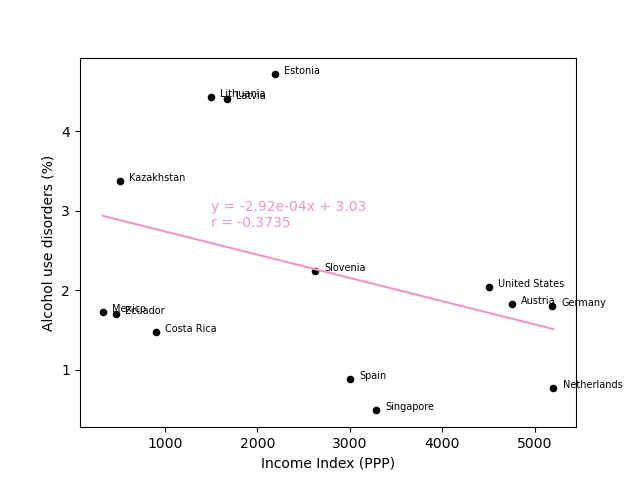 Estonia
Lithuania
Latvia
4
Kazakhstan
y = -2.92e-04x + 3.03
3
r = -0.3735
Slovenia
United States
2
Austria
Germany
Mexico
Ecuador
Costa Rica
Spain
1
Netherlands
Singapore
Alcohol use disorders (%)
1000 2000 3000 4000 5000
Income Index (PPP)